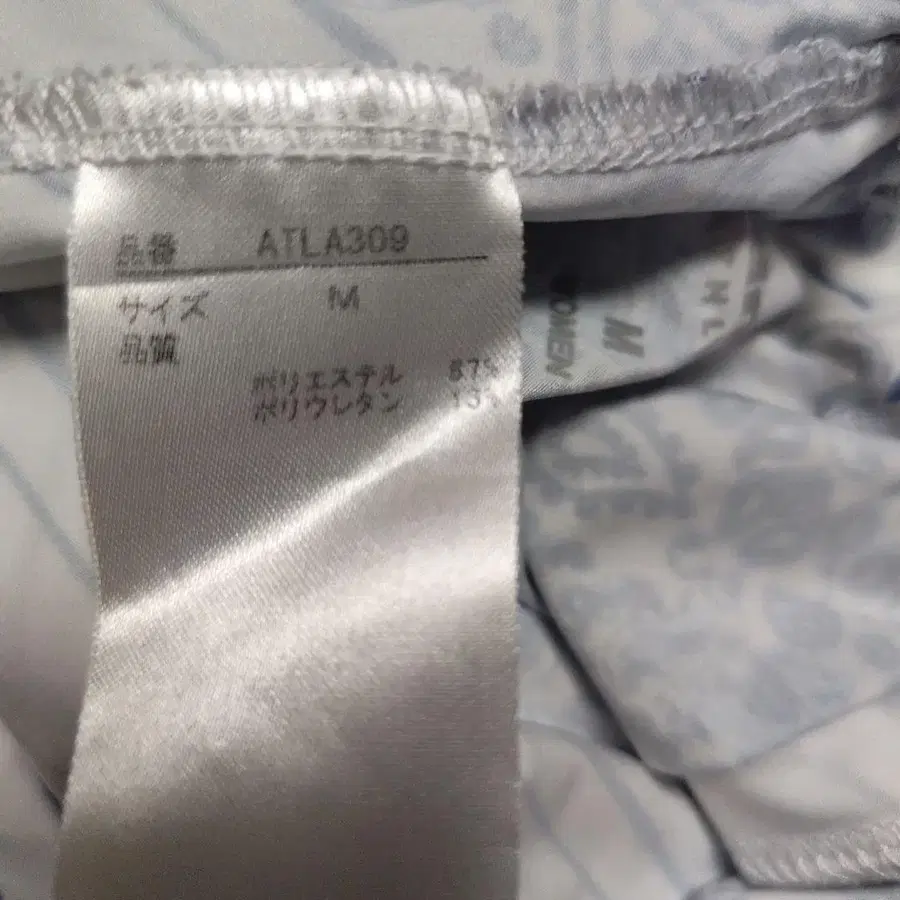 品番 ATLA309
サイズ M
品質
ポリエステル 87%
ポリウレタン 13%
M